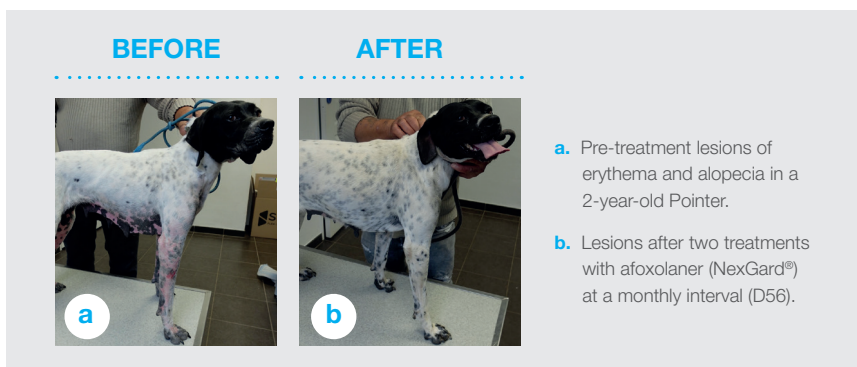 BEFORE
AFTER
a
b
a. Pre-treatment lesions of
erythema and alopecia in a
2-year-old Pointer.
b. Lesions after two treatments
with afoxolaner (NexGard®)
at a monthly interval (D56).